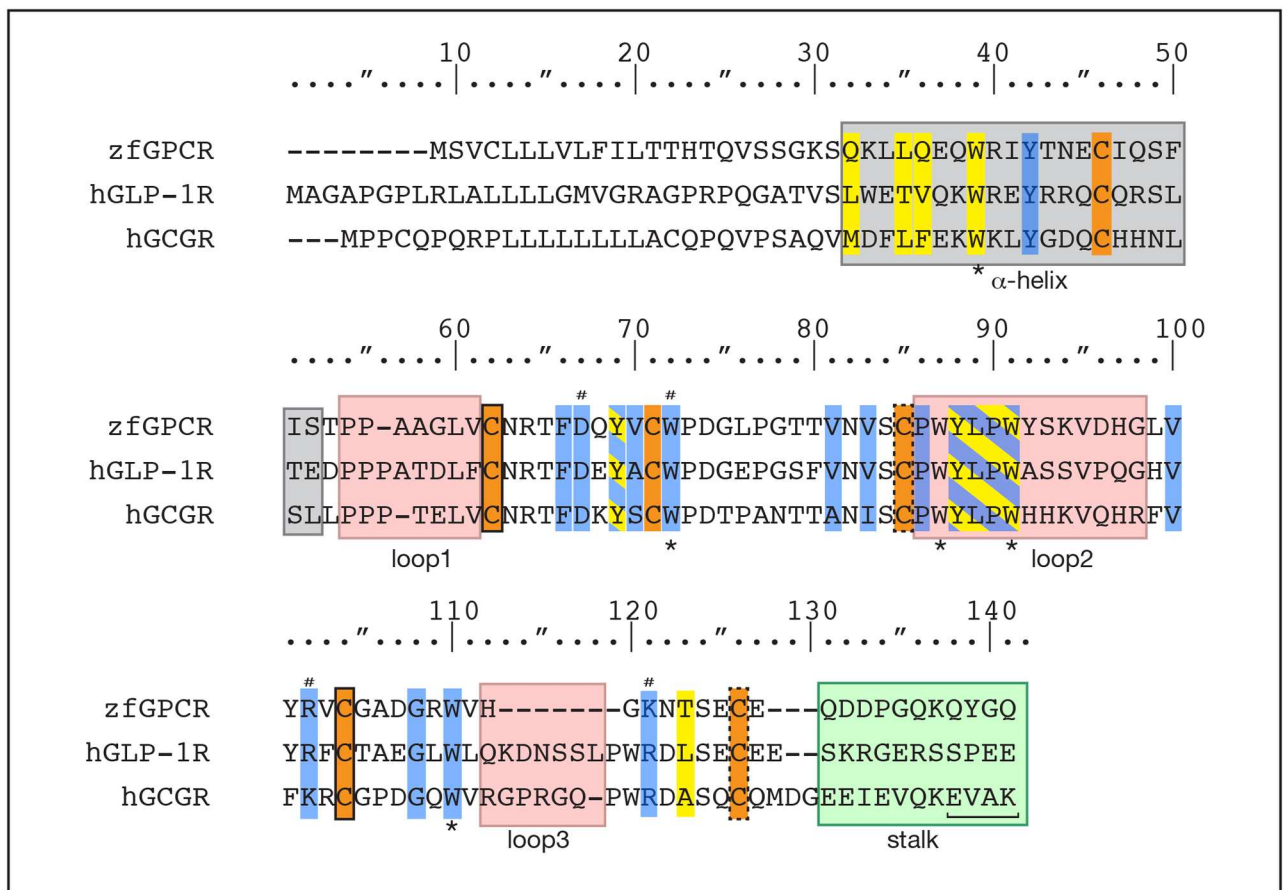 10 20 30 40 50
....″....|....″....|....″....|....″....|....″....|
zfGPCR --------MSVCLLLVLFILTTHTQVSSGKSQKLLQEQWRIYTNECIQSF
hGLP-1R MAGAPGPLRLALLLLGMVGRAGPRPQGATVSLWETVQKWREYRRQCQRSL
hGCGR ---MPPCQPQRPLLLLLLLLACQPQVPSAQVMDFLFEKWKLYGDQCHHNL
* α-helix
60 70 80 90 100
....″....|....″....|....″....|....″....|....″....|
# #
zfGPCR ISTPP-AAGLVCNRTFDQYVCWPDGLPGTTVNVSCPWYLPWYSKVDHGLV
hGLP-1R TEDPPPATDLFCNRTFDEYACWPDGEPGSFVNVSCPWYLPWASSVPQGHV
hGCGR SLLPPP-TELVCNRTFDKYSCWPDTPANTTANISCPWYLPWHHKVQHRFV
loop1 * * * loop2
110 120 130 140
....″....|....″....|....″....|....″....|..
# #
zfGPCR YRVCGADGRWVH-------GKNTSECE---QDDPGQKQYGQ
hGLP-1R YRFCTAEGLWLQKDNSSLPWRDLSECEE--SKRGERSSPEE
hGCGR FKRCGPDGQWVRGPRGQ-PWRDASQCQMDGEEIEVQKEVAK
* loop3 stalk